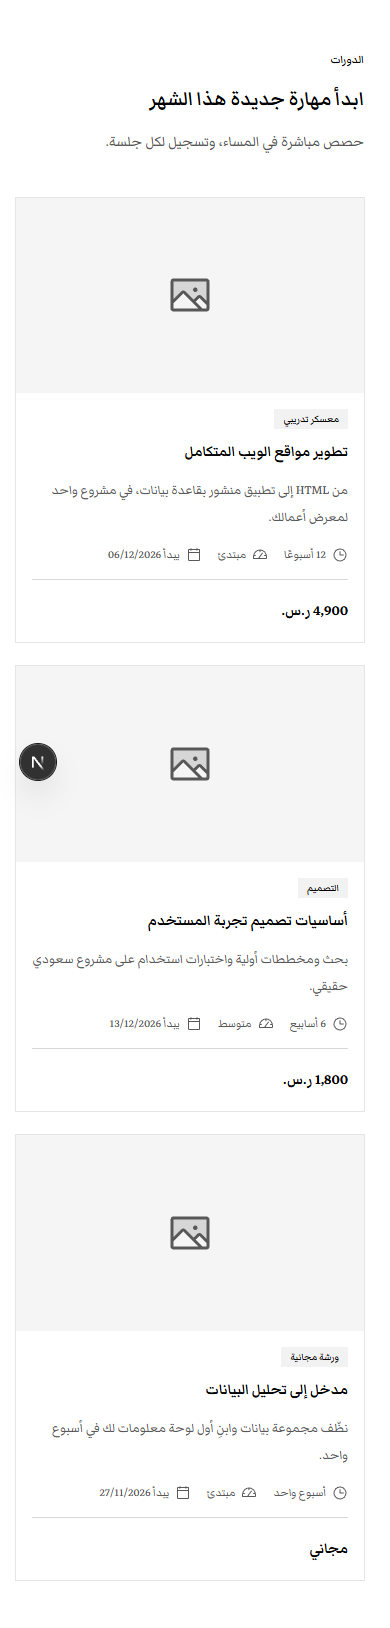 الدورات
ابدأ مهارة جديدة هذا الشهر
حصص مباشرة في المساء، وتسجيل لكل جلسة.
معسكر تدريبي
تطوير مواقع الويب المتكامل
من HTML إلى تطبيق منشور بقاعدة بيانات، في مشروع واحد
لمعرض أعمالك.
12 أسبوعًا مبتدئ يبدأ 06/12/2026
4,900 ر.س.
N
التصميم
أساسيات تصميم تجربة المستخدم
بحث ومخططات أولية واختبارات استخدام على مشروع سعودي
حقيقي.
6 أسابيع متوسط يبدأ 13/12/2026
1,800 ر.س.
ورشة مجانية
مدخل إلى تحليل البيانات
نظّف مجموعة بيانات وابنِ أول لوحة معلومات لك في أسبوع
واحد.
أسبوع واحد مبتدئ يبدأ 27/11/2026
مجاني